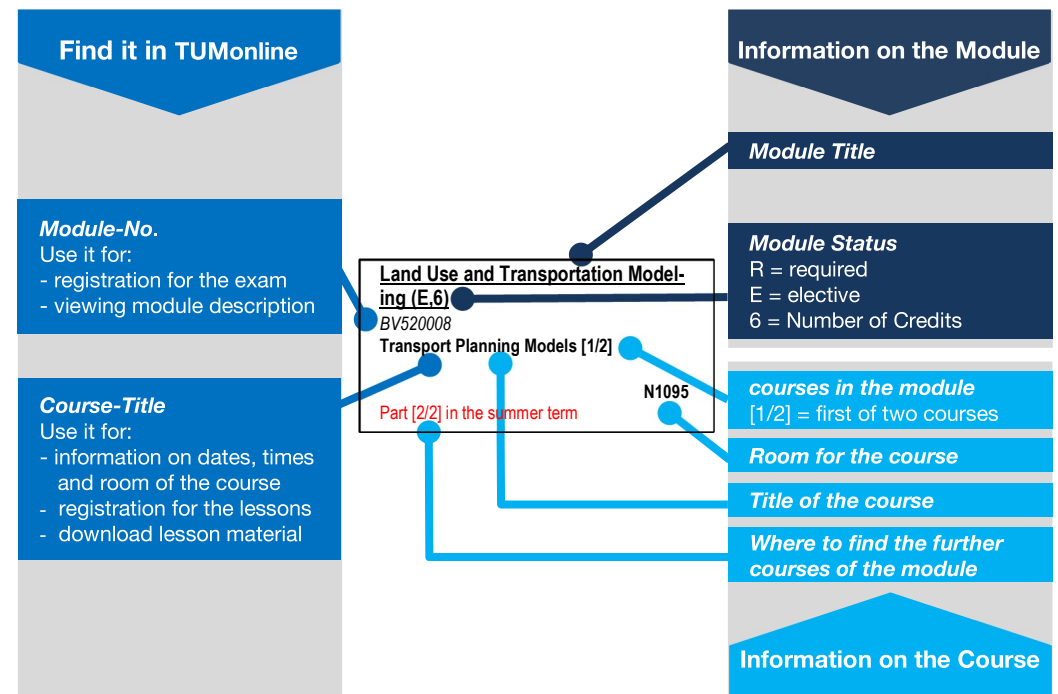 Find it in TUMonline
Module-No.
Use it for:
- registration for the exam
- viewing module description
Course-Title
Use it for:
- information on dates, times
and room of the course
- registration for the lessons
- download lesson material
Land Use and Transportation Model-
ing (E,6)
BV520008
Transport Planning Models [1/2]
N1095
Part [2/2] in the summer term
Information on the Module
Module Title
Module Status
R = required
E = elective
6 = Number of Credits
courses in the module
[1/2] = first of two courses
Room for the course
Title of the course
Where to find the further
courses of the module
Information on the Course